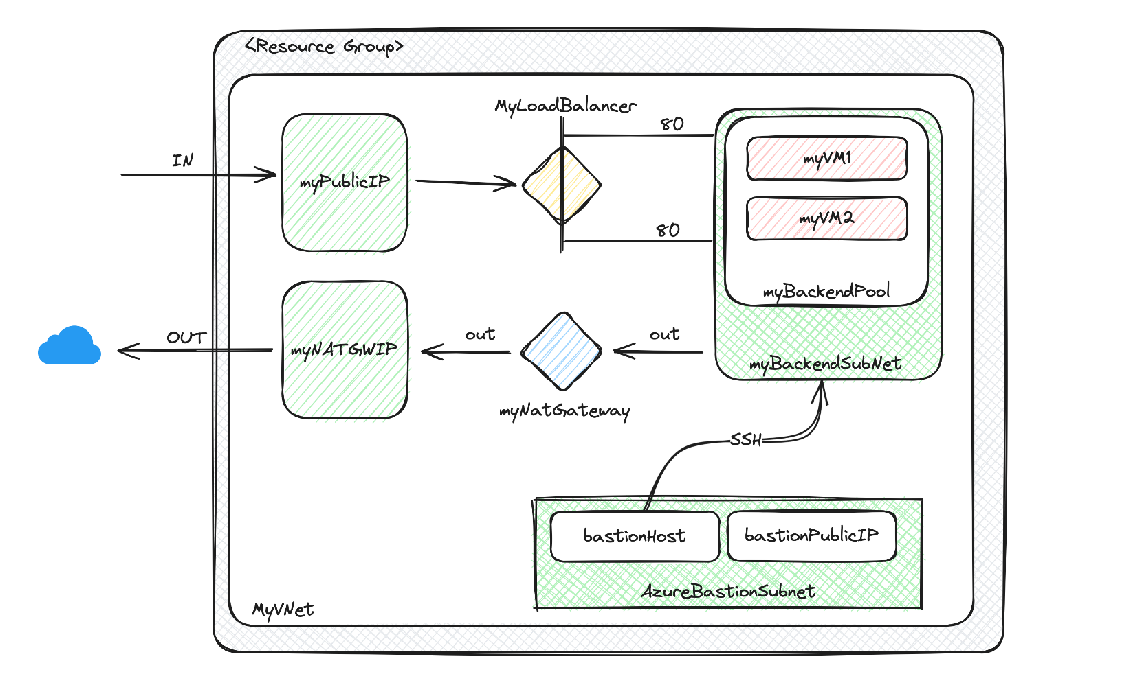 <Resource Group>
MyLoadBalancer
80
IN
myPublicIP
myVM1
myVM2
80
myBackendPool
OUT
myNATGWIP
out
out
myBackendSubNet
myNatGateway
SSH
bastionHost
bastionPublicIP
AzureBastionSubnet
MyVNet